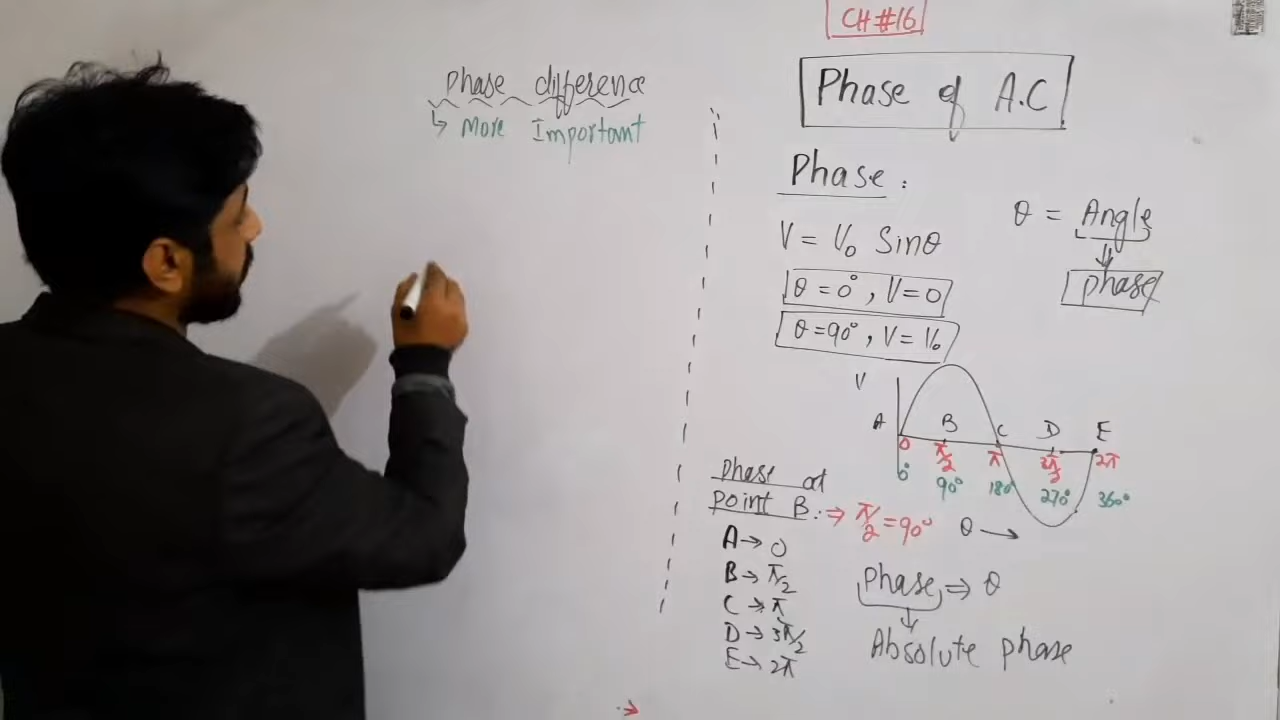 CH#16
Phase of A.C
Phase difference
↳ More Important
Phase:
θ = Angle
⇓
phase
V = V₀ Sinθ
θ = 0°, V = 0
θ = 90°, V = V₀
V
A B C D E
0 π/2 π 3π/2 2π
0° 90° 180° 270° 360°
θ →
Phase at
point B: ⇒ π/2 = 90°
A → 0
B → π/2
C → π
D → 3π/2
E → 2π
Phase ⇒ θ
↓
Absolute phase